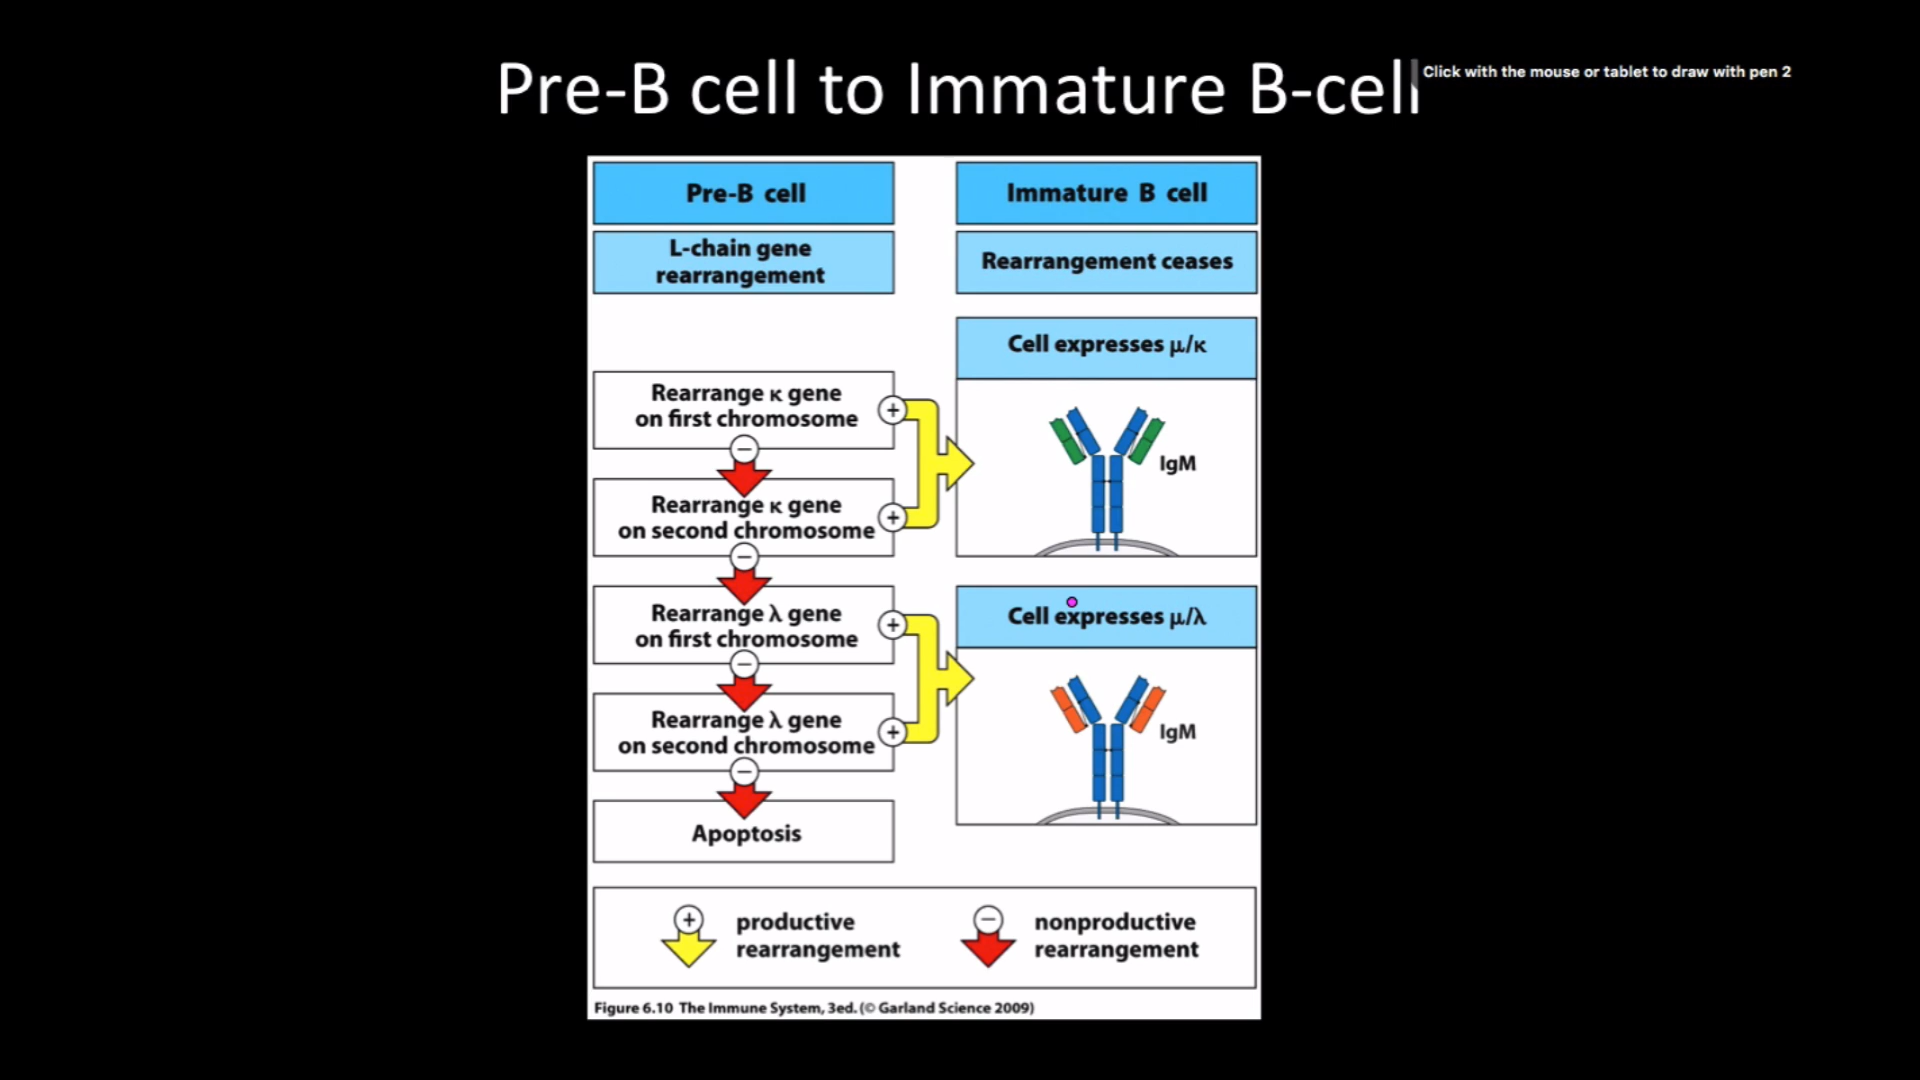 Pre-B cell to Immature B-cell
Click with the mouse or tablet to draw with pen 2
Pre-B cell
Immature B cell
L-chain gene
rearrangement
Rearrangement ceases
Cell expresses μ/κ
Rearrange κ gene
on first chromosome
+
−
IgM
Rearrange κ gene
on second chromosome
+
−
Rearrange λ gene
on first chromosome
+
−
Cell expresses μ/λ
Rearrange λ gene
on second chromosome
+
−
IgM
Apoptosis
+
productive
rearrangement
−
nonproductive
rearrangement
Figure 6.10 The Immune System, 3ed. (© Garland Science 2009)